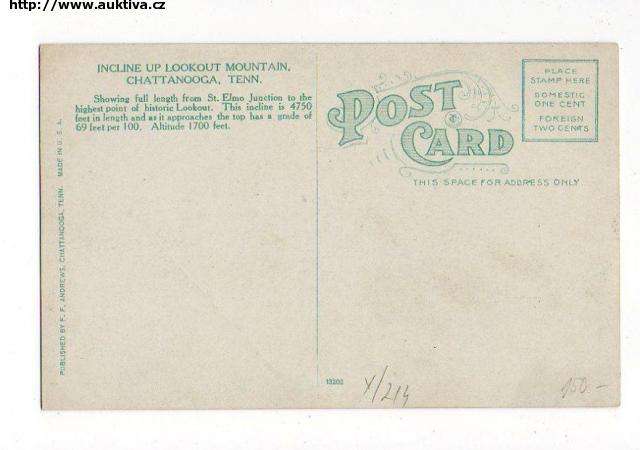 http://www.auktiva.cz
INCLINE UP LOOKOUT MOUNTAIN,
CHATTANOOGA, TENN.
Showing full length from St. Elmo Junction to the
highest point of historic Lookout. This incline is 4750
feet in length and as it approaches the top has a grade of
69 feet per 100. Altitude 1700 feet.
PUBLISHED BY F. F. ANDREWS, CHATTANOOGA, TENN. MADE IN U. S. A.
POST
CARD
THIS SPACE FOR ADDRESS ONLY
PLACE
STAMP HERE
DOMESTIC
ONE CENT
FOREIGN
TWO CENTS
13202
Y/214
150.-